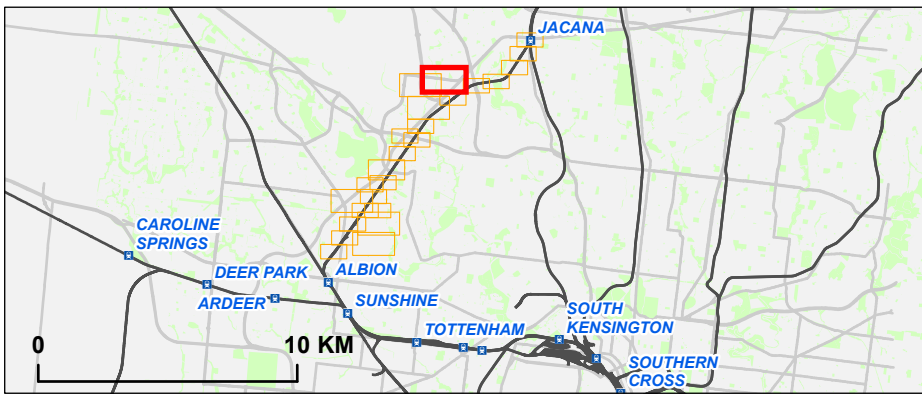 JACANA
CAROLINE
SPRINGS
DEER PARK
ALBION
ARDEER
SUNSHINE
SOUTH
KENSINGTON
TOTTENHAM
0
10 KM
SOUTHERN
CROSS